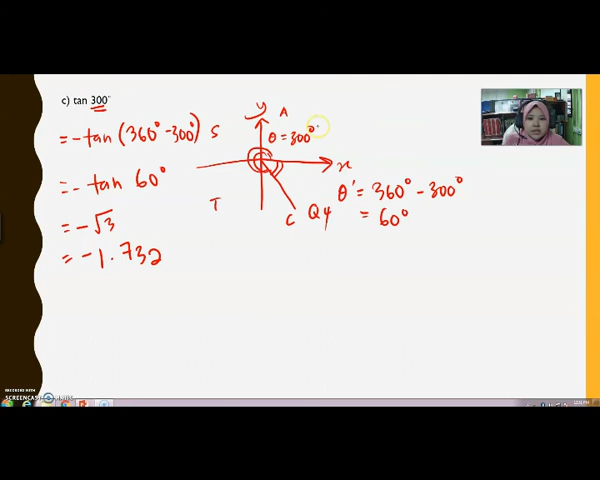 c) tan 300°
= -tan (360° - 300°)
= - tan 60°
= - √3
= -1.732
y
S A
θ = 300°
x
T C Q4
θ' = 360° - 300°
= 60°